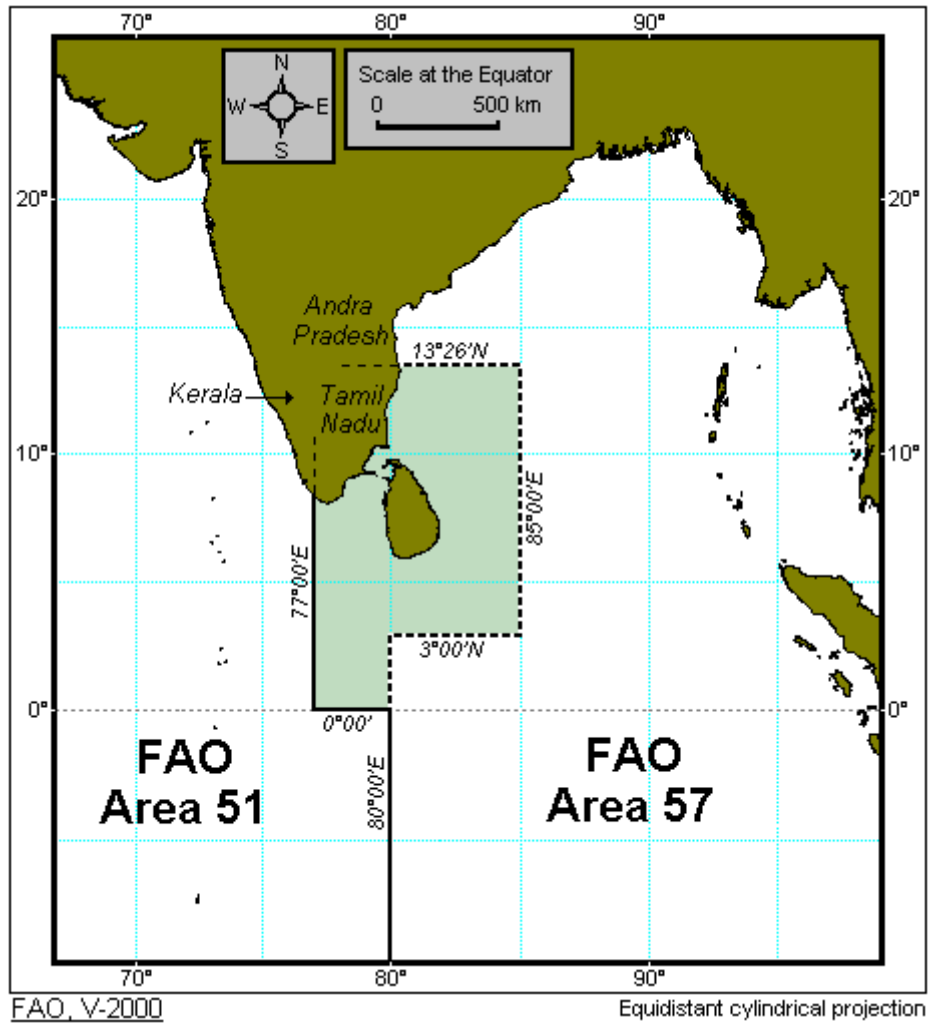 70° 80° 90°
N
W E
S
Scale at the Equator
0 500 km
20° 20°
Andra
Pradesh
13°26'N
Kerala
Tamil
Nadu
10° 10°
85°00'E
77°00'E
3°00'N
0° 0°
0°00'
FAO
Area 51
80°00'E
FAO
Area 57
70° 80° 90°
FAO, V-2000
Equidistant cylindrical projection